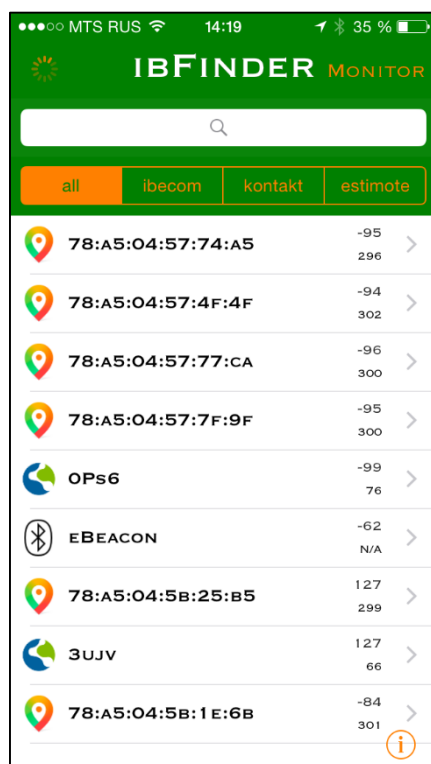 ●●●○○ MTS RUS 14:19 35 %
IBFINDER MONITOR
all ibecom kontakt estimote
78:A5:04:57:74:A5 -95
296
78:A5:04:57:4F:4F -94
302
78:A5:04:57:77:CA -96
300
78:A5:04:57:7F:9F -95
300
0Ps6 -99
76
EBEACON -62
N/A
78:A5:04:5B:25:B5 127
299
3UJV 127
66
78:A5:04:5B:1E:6B -84
301
i